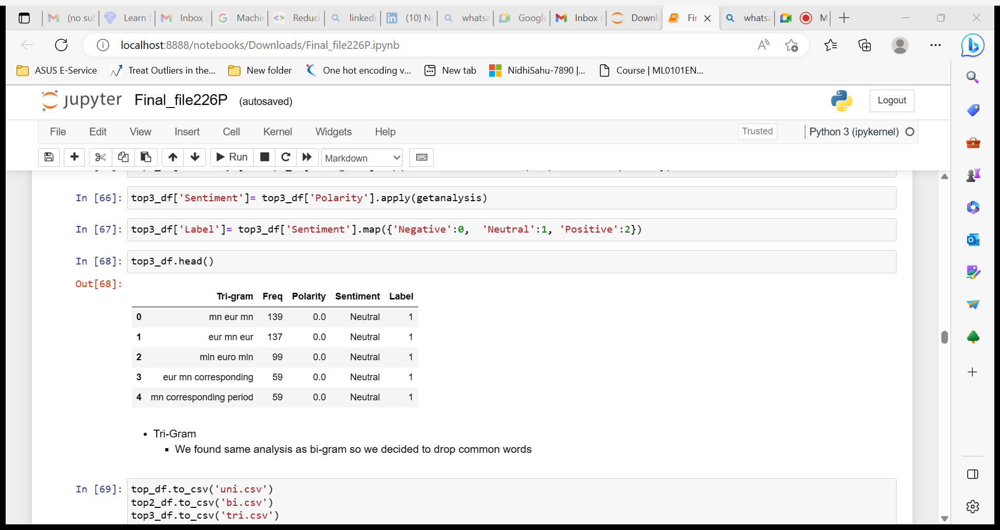 (no su
Learn f
Inbox (
Machin
Reduci
linkedi
(10) N
whatsa
Google
Inbox (
Downl
Fir
whatsa
M
localhost:8888/notebooks/Downloads/Final_file226P.ipynb
ASUS E-Service
Treat Outliers in the...
New folder
One hot encoding v...
New tab
NidhiSahu-7890 |...
Course | ML0101EN...
jupyter Final_file226P (autosaved)
Logout
File Edit View Insert Cell Kernel Widgets Help
Trusted
Python 3 (ipykernel)
Run
Markdown
In [66]: top3_df['Sentiment']= top3_df['Polarity'].apply(getanalysis)
In [67]: top3_df['Label']= top3_df['Sentiment'].map({'Negative':0,  'Neutral':1, 'Positive':2})
In [68]: top3_df.head()
Out[68]:
Tri-gram Freq Polarity Sentiment Label
0 mn eur mn 139 0.0 Neutral 1
1 eur mn eur 137 0.0 Neutral 1
2 mln euro mln 99 0.0 Neutral 1
3 eur mn corresponding 59 0.0 Neutral 1
4 mn corresponding period 59 0.0 Neutral 1
• Tri-Gram
▪ We found same analysis as bi-gram so we decided to drop common words
In [69]: top_df.to_csv('uni.csv')
top2_df.to_csv('bi.csv')
top3_df.to_csv('tri.csv')